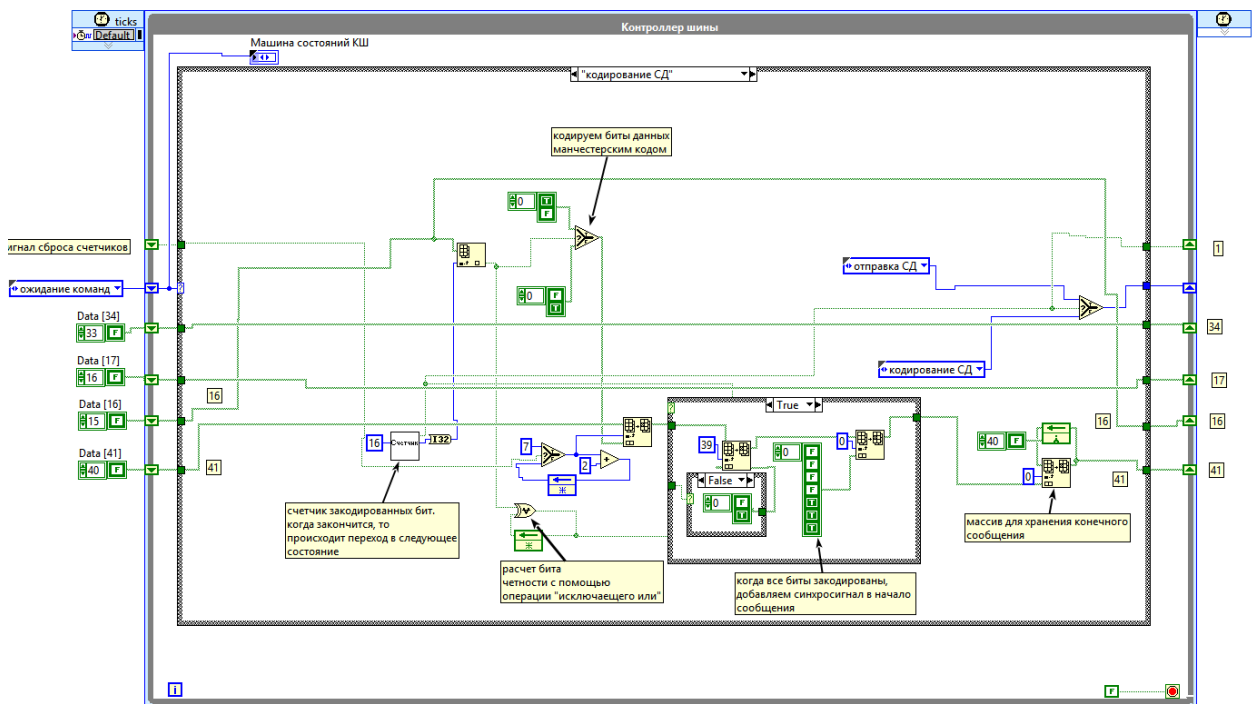 ticks
Default
Контроллер шины
Машина состояний КШ
"кодирование СД"
кодируем биты данных
манчестерским кодом
0
T
F
игнал сброса счетчиков
0
F
T
отправка СД
1
ожидание команд
Data [34]
33
F
34
Data [17]
16
F
кодирование СД
17
16
Data [16]
15
F
True
16
16
Data [41]
40
F
41
16
Счетчик
I32
7
2
39
0
F
F
F
F
T
T
T
0
False
0
F
T
40
F
0
41
41
счетчик закодированных бит.
когда закончится, то
происходит переход в следующее
состояние
массив для хранения конечного
сообщения
расчет бита
четности с помощью
операции "исключаещего или"
когда все биты закодированы,
добавляем синхросигнал в начало
сообщения
i
F